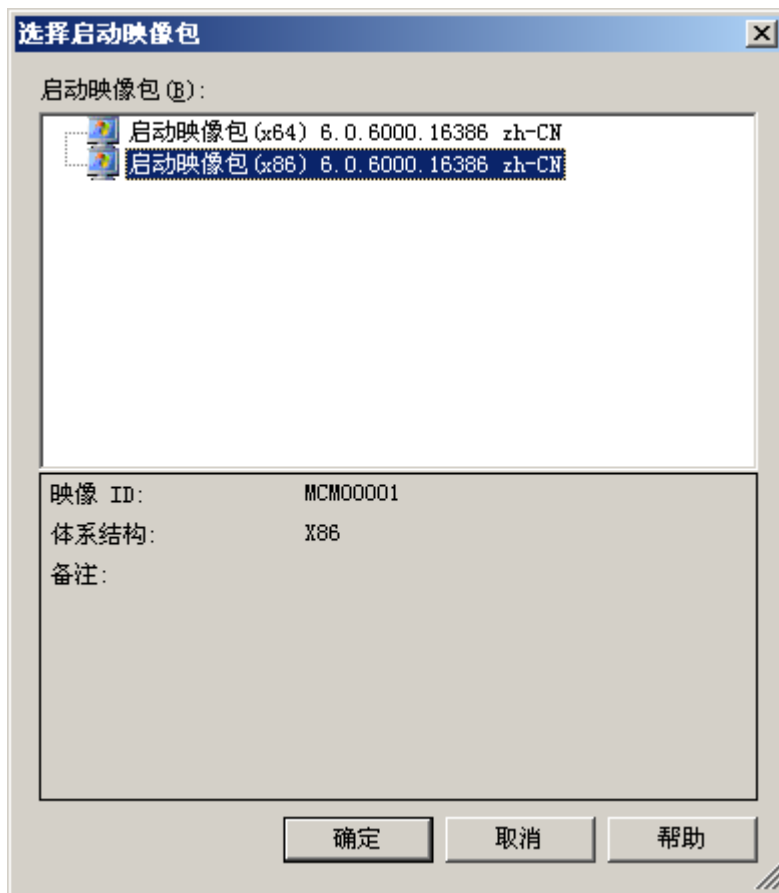 选择启动映像包
启动映像包(B):
启动映像包(x64) 6.0.6000.16386 zh-CN
启动映像包(x86) 6.0.6000.16386 zh-CN
映像 ID: MCM00001
体系结构: X86
备注:
确定 取消 帮助